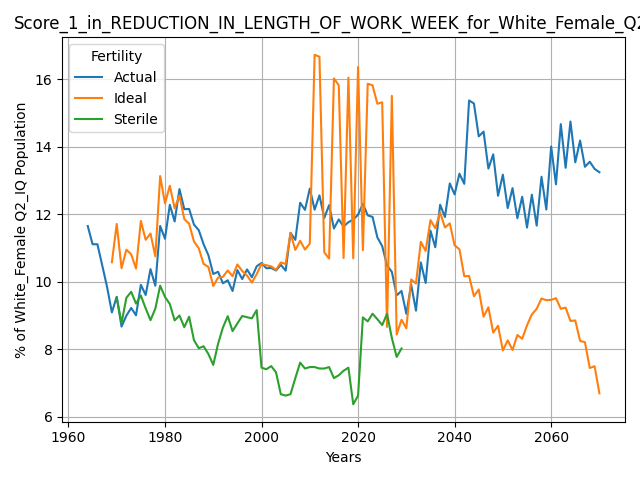 Score_1_in_REDUCTION_IN_LENGTH_OF_WORK_WEEK_for_White_Female_Q2
Fertility
Actual
Ideal
Sterile
% of White_Female Q2_IQ Population
16
14
12
10
8
6
1960 1980 2000 2020 2040 2060
Years